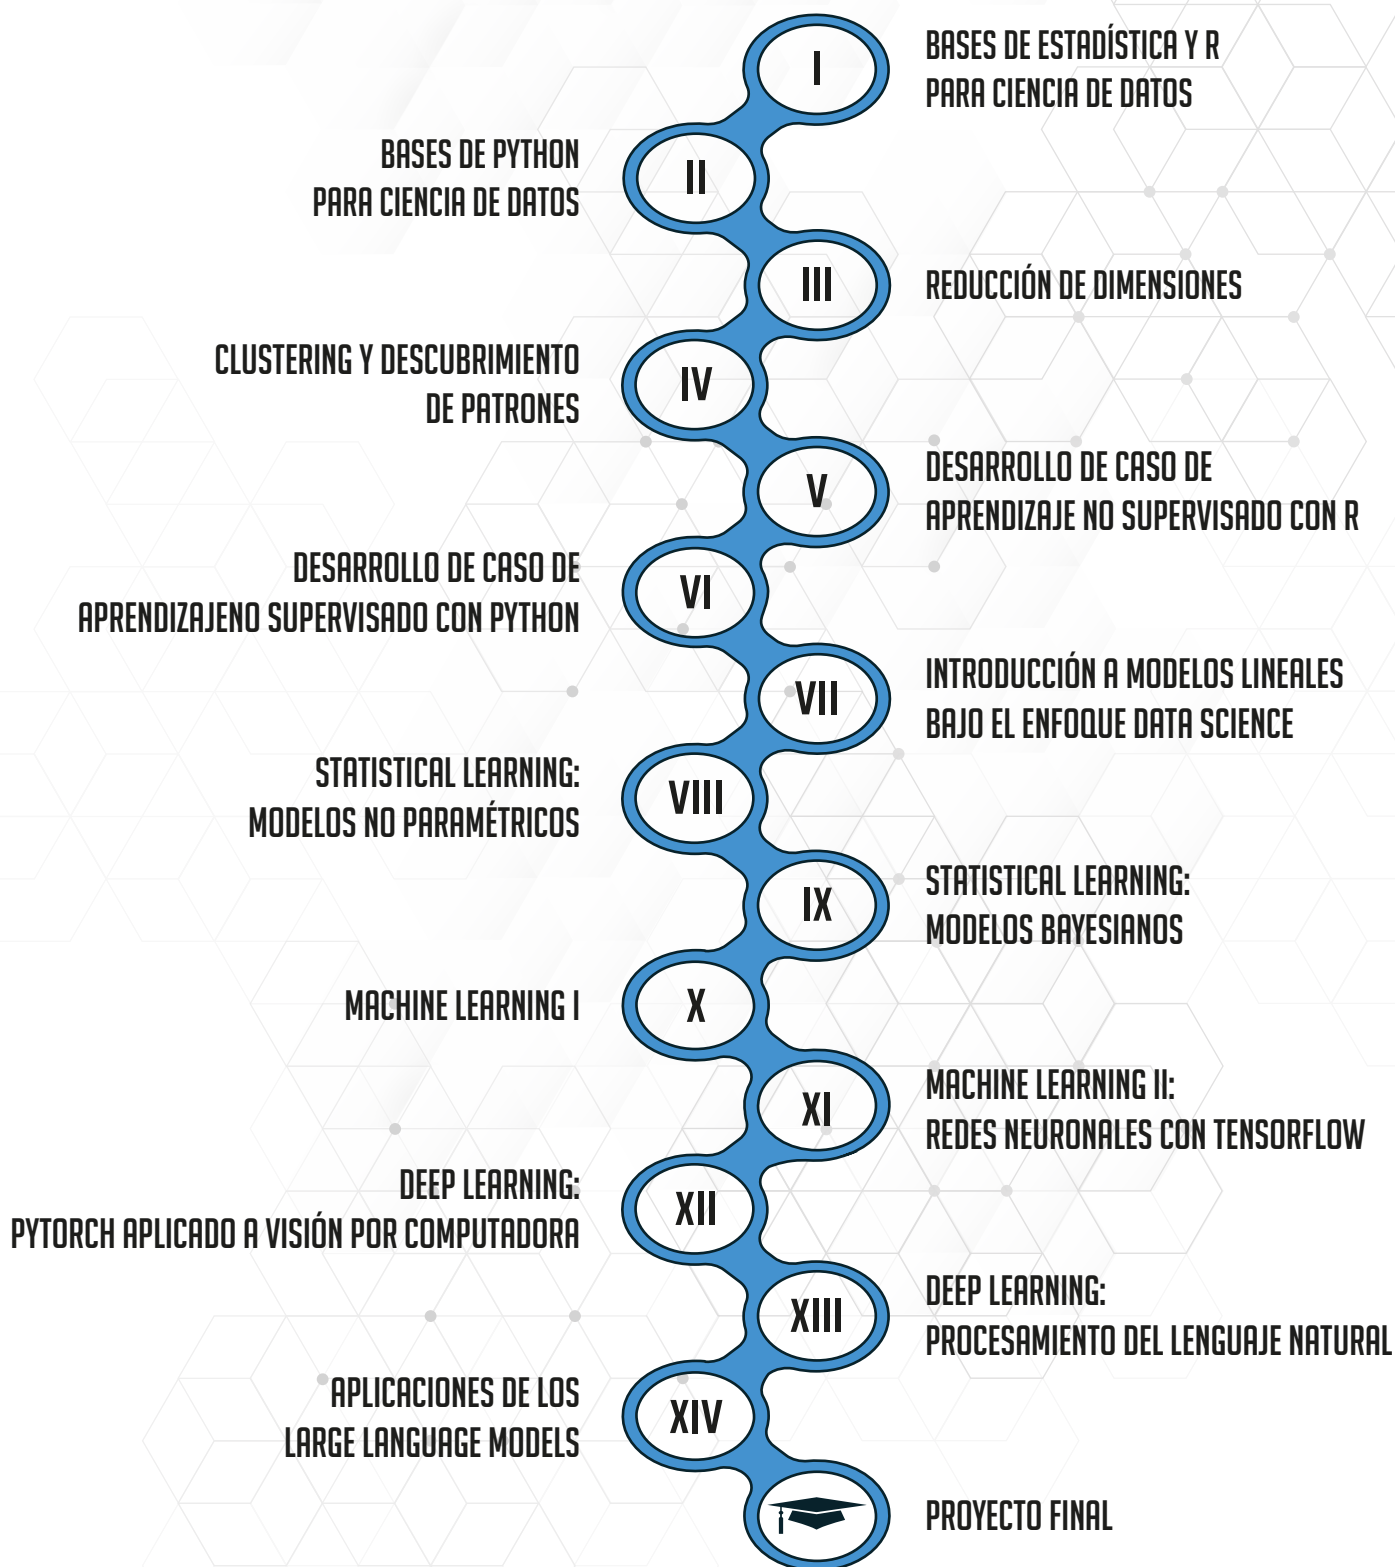 I
BASES DE ESTADÍSTICA Y R
PARA CIENCIA DE DATOS
BASES DE PYTHON
PARA CIENCIA DE DATOS
II
III
REDUCCIÓN DE DIMENSIONES
CLUSTERING Y DESCUBRIMIENTO
DE PATRONES
IV
V
DESARROLLO DE CASO DE
APRENDIZAJE NO SUPERVISADO CON R
DESARROLLO DE CASO DE
APRENDIZAJENO SUPERVISADO CON PYTHON
VI
VII
INTRODUCCIÓN A MODELOS LINEALES
BAJO EL ENFOQUE DATA SCIENCE
STATISTICAL LEARNING:
MODELOS NO PARAMÉTRICOS
VIII
IX
STATISTICAL LEARNING:
MODELOS BAYESIANOS
MACHINE LEARNING I
X
XI
MACHINE LEARNING II:
REDES NEURONALES CON TENSORFLOW
DEEP LEARNING:
PYTORCH APLICADO A VISIÓN POR COMPUTADORA
XII
XIII
DEEP LEARNING:
PROCESAMIENTO DEL LENGUAJE NATURAL
APLICACIONES DE LOS
LARGE LANGUAGE MODELS
XIV
PROYECTO FINAL